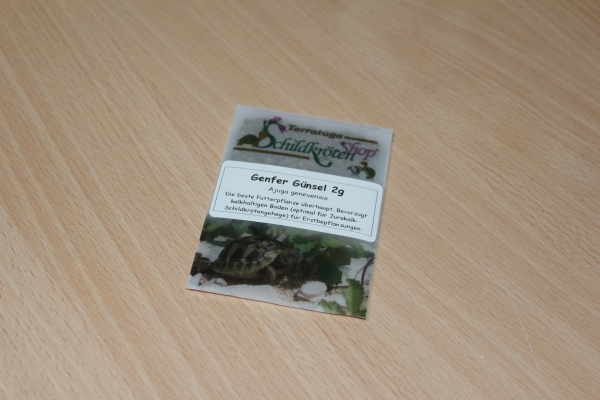 Terratuga
Schildkröten Shop
Genfer Günsel 2g
Ajuga genevensis
Die beste Futterpflanze überhaupt. Bevorzugt
kalkhaltigen Boden (optimal für Jurakalk-
Schildkrötengehege) für Erstbepflanzungen.